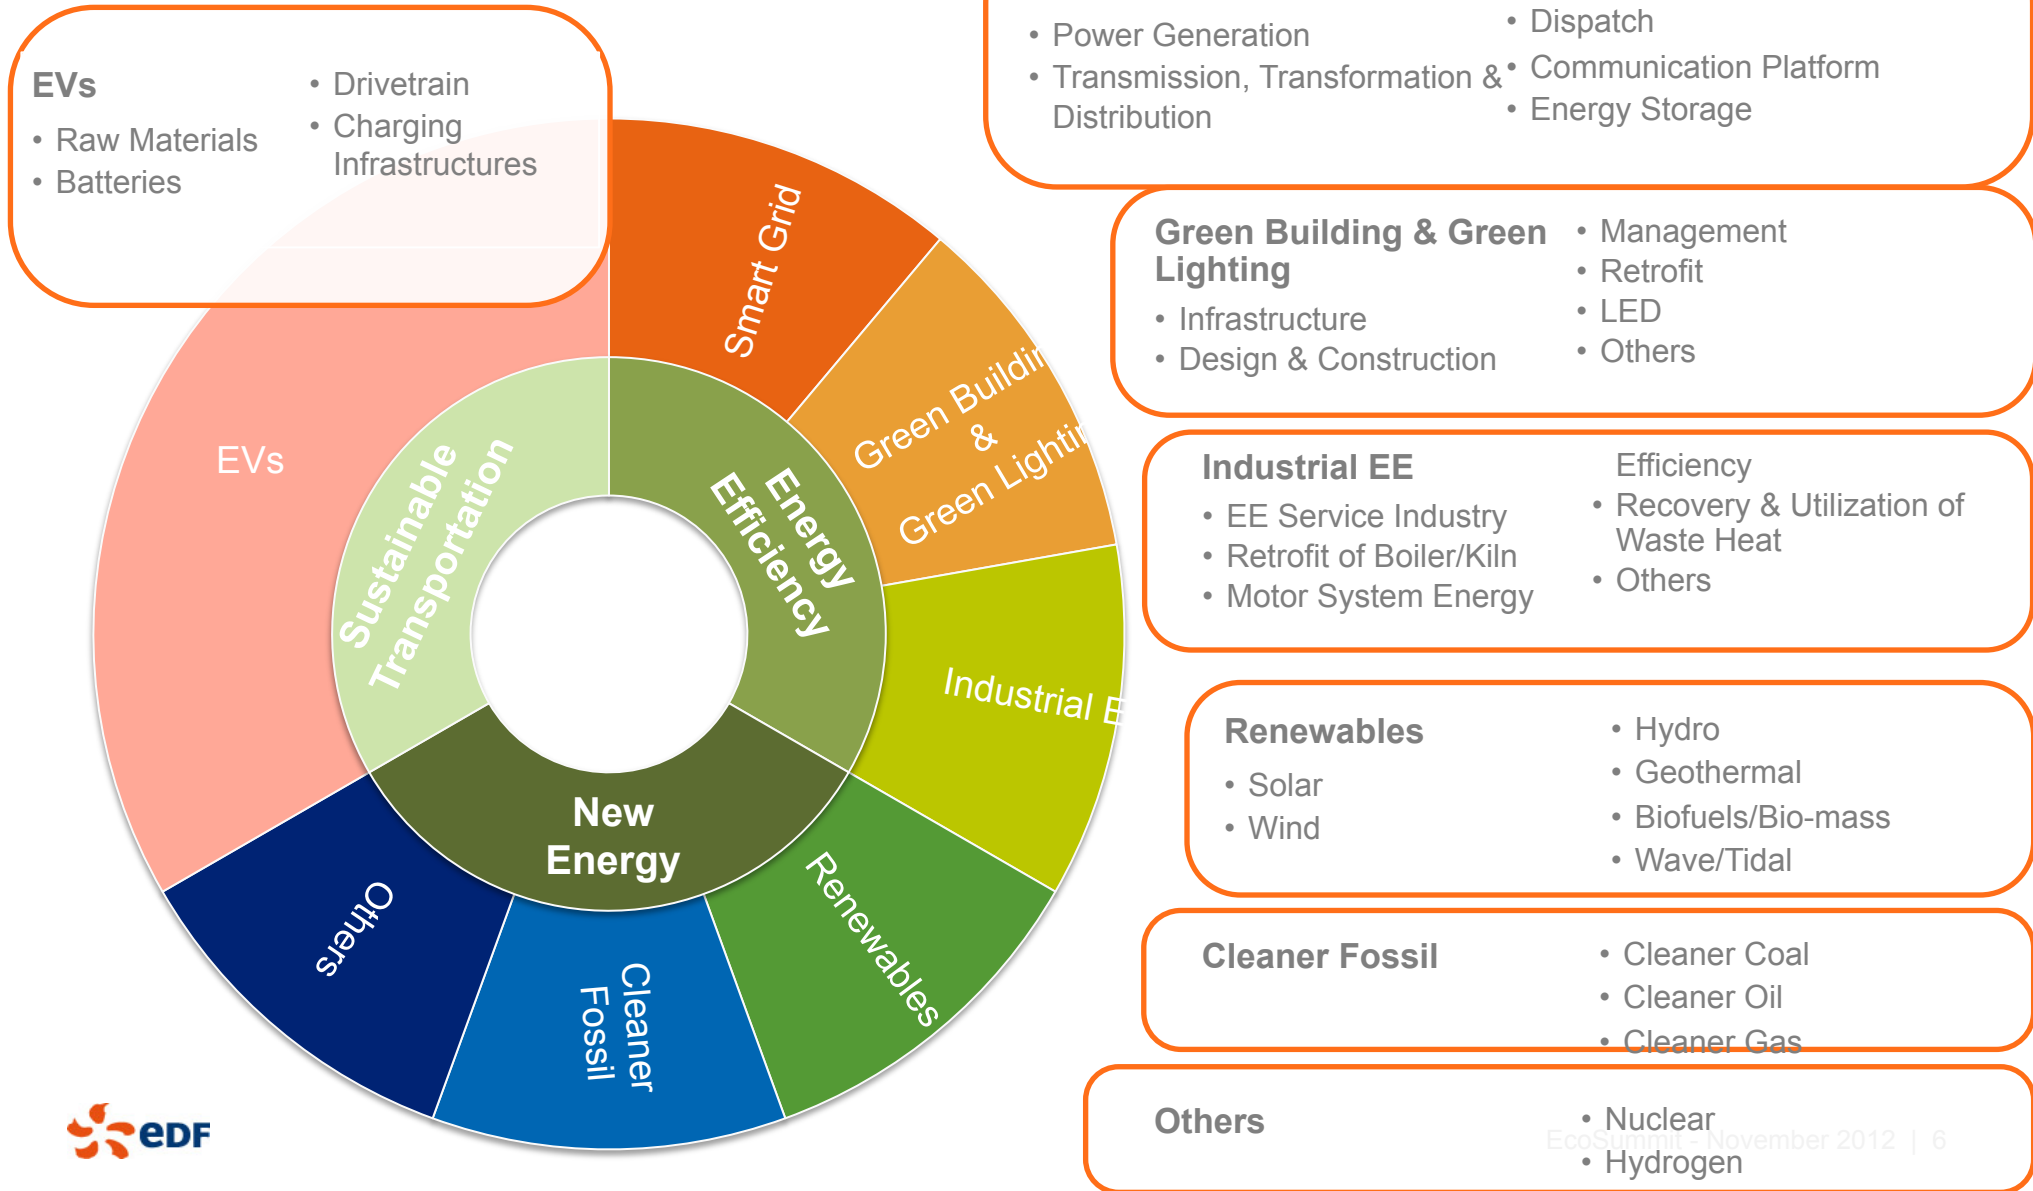 EVs
• Raw Materials
• Batteries
• Drivetrain
• Charging
Infrastructures
• Power Generation
• Transmission, Transformation &
Distribution
• Dispatch
• Communication Platform
• Energy Storage
Green Building & Green
Lighting
• Infrastructure
• Design & Construction
• Management
• Retrofit
• LED
• Others
Industrial EE
• EE Service Industry
• Retrofit of Boiler/Kiln
• Motor System Energy
Efficiency
• Recovery & Utilization of
Waste Heat
• Others
Renewables
• Solar
• Wind
• Hydro
• Geothermal
• Biofuels/Bio-mass
• Wave/Tidal
Cleaner Fossil
• Cleaner Coal
• Cleaner Oil
• Cleaner Gas
Others
• Nuclear
• Hydrogen
Smart Grid
Green Buildin
&
Green Lightin
Industrial E
Renewables
Cleaner
Fossil
Others
EVs
Sustainable
Transportation
Energy
Efficiency
New
Energy
eDF
EcoSummit - November 2012 | 6